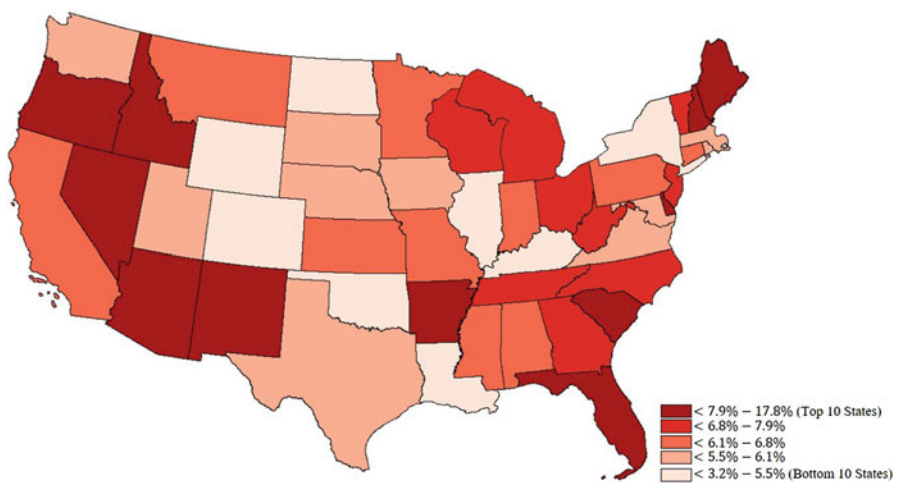 < 7.9% – 17.8% (Top 10 States)
< 6.8% – 7.9%
< 6.1% – 6.8%
< 5.5% – 6.1%
< 3.2% – 5.5% (Bottom 10 States)